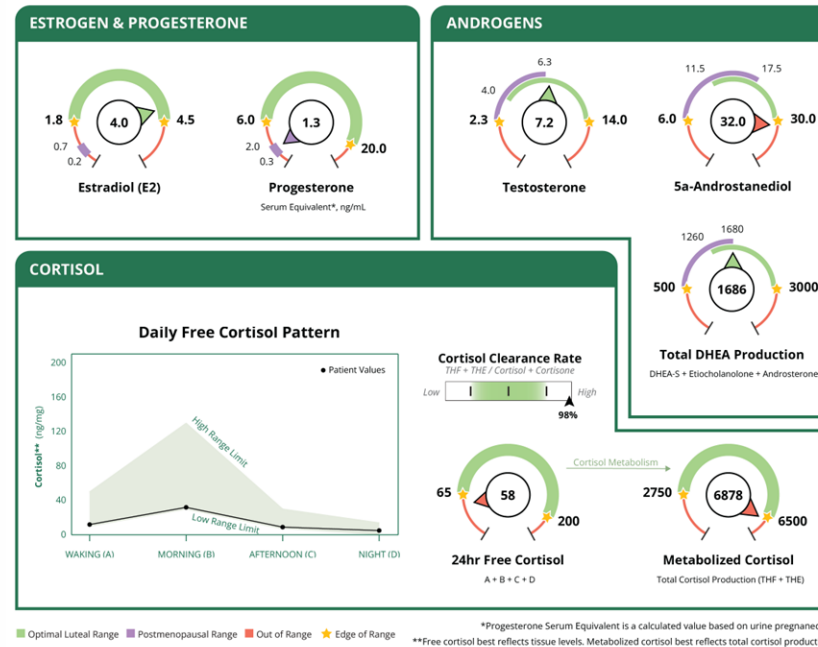 ESTROGEN & PROGESTERONE
1.8
4.0
4.5
0.7
0.2
Estradiol (E2)
6.0
1.3
20.0
2.0
0.3
Progesterone
Serum Equivalent*, ng/mL
ANDROGENS
6.3
4.0
2.3
7.2
14.0
Testosterone
11.5
17.5
6.0
32.0
30.0
5a-Androstanediol
1260
1680
500
1686
3000
Total DHEA Production
DHEA-S + Etiocholanolone + Androsterone
CORTISOL
Daily Free Cortisol Pattern
Cortisol** (ng/mg)
200
160
120
80
40
0
Patient Values
High Range Limit
Low Range Limit
WAKING (A)
MORNING (B)
AFTERNOON (C)
NIGHT (D)
Cortisol Clearance Rate
THF + THE / Cortisol + Cortisone
Low
High
98%
65
58
200
24hr Free Cortisol
A + B + C + D
Cortisol Metabolism
2750
6878
6500
Metabolized Cortisol
Total Cortisol Production (THF + THE)
Optimal Luteal Range
Postmenopausal Range
Out of Range
Edge of Range
*Progesterone Serum Equivalent is a calculated value based on urine pregnaned
**Free cortisol best reflects tissue levels. Metabolized cortisol best reflects total cortisol product